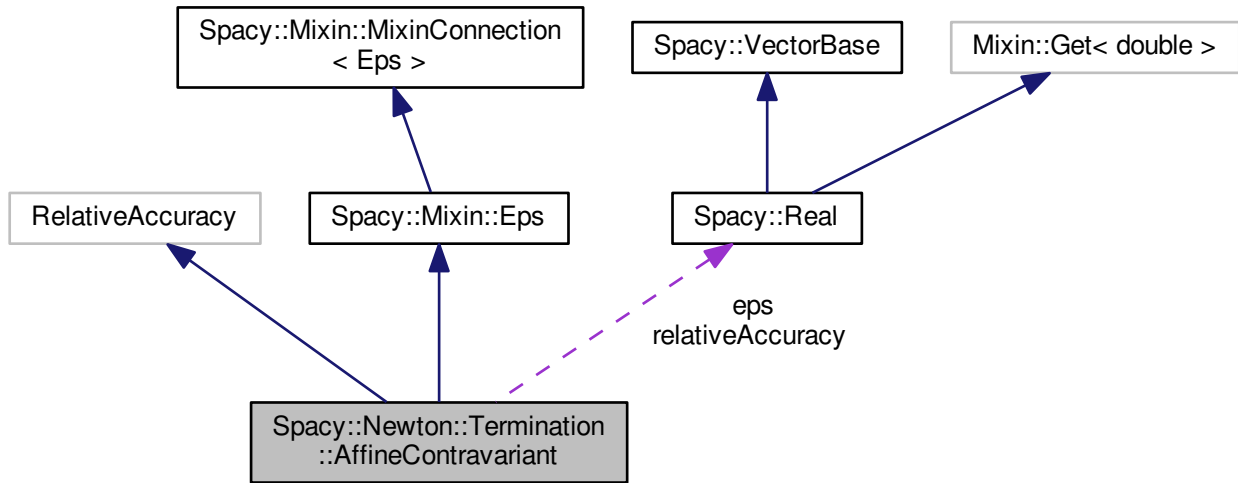 Spacy::Mixin::MixinConnection
< Eps >
Spacy::VectorBase
Mixin::Get< double >
RelativeAccuracy
Spacy::Mixin::Eps
Spacy::Real
eps
relativeAccuracy
Spacy::Newton::Termination
::AffineContravariant